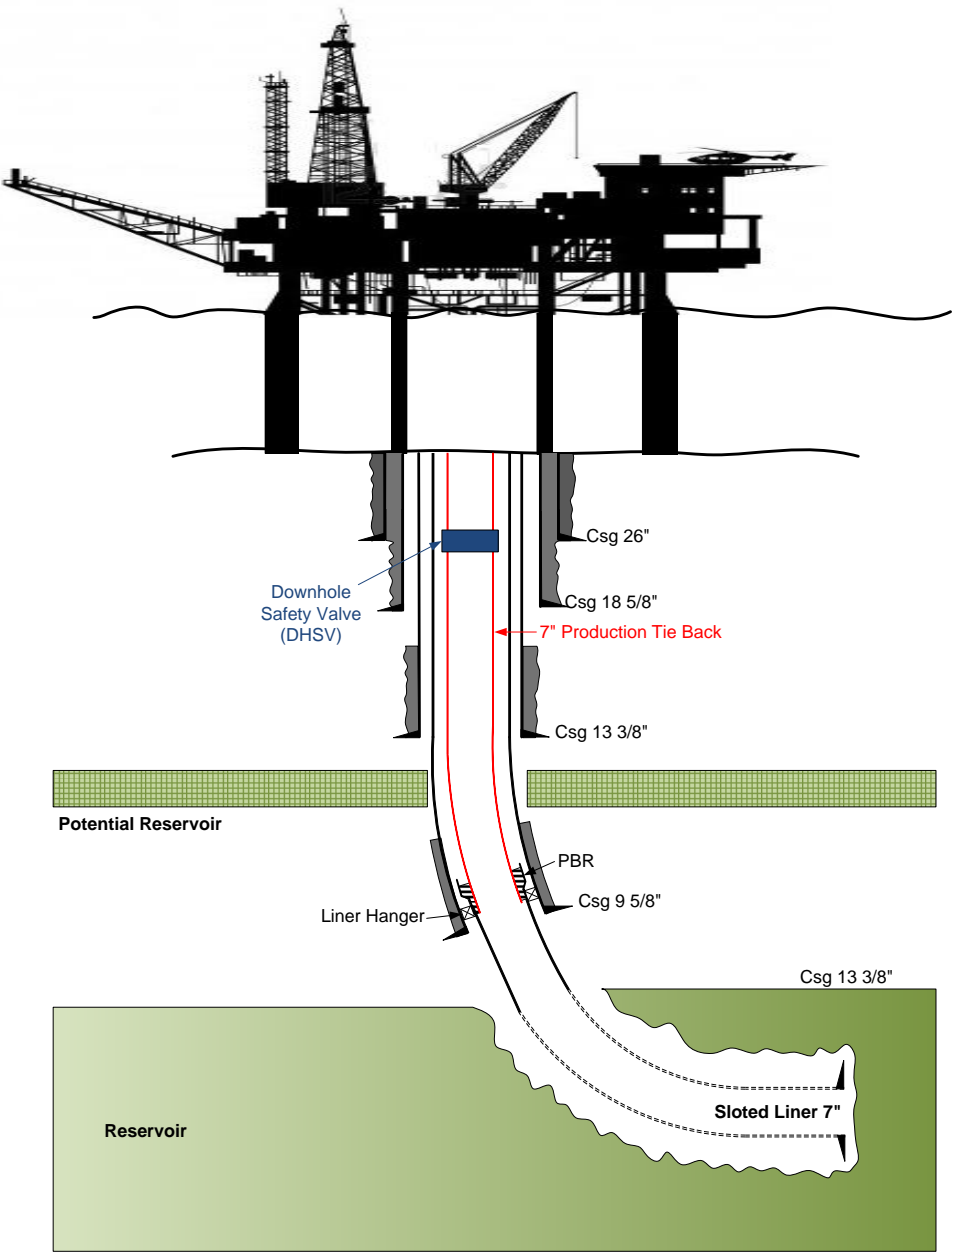 Csg 26"
Downhole
Safety Valve
(DHSV)
Csg 18 5/8"
7" Production Tie Back
Csg 13 3/8"
Potential Reservoir
PBR
Csg 9 5/8"
Liner Hanger
Csg 13 3/8"
Sloted Liner 7"
Reservoir